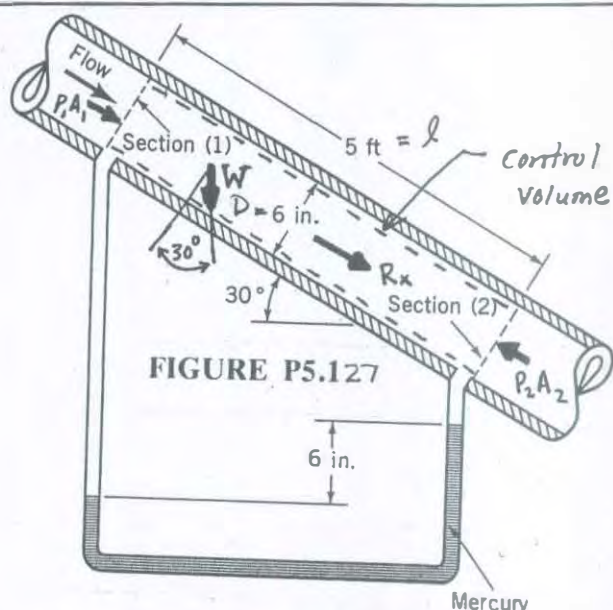 Flow
P₁A₁
Section (1)
5 ft = l
Control
Volume
W
D = 6 in.
30°
Rx
30°
Section (2)
FIGURE P5.127
P₂A₂
6 in.
Mercury